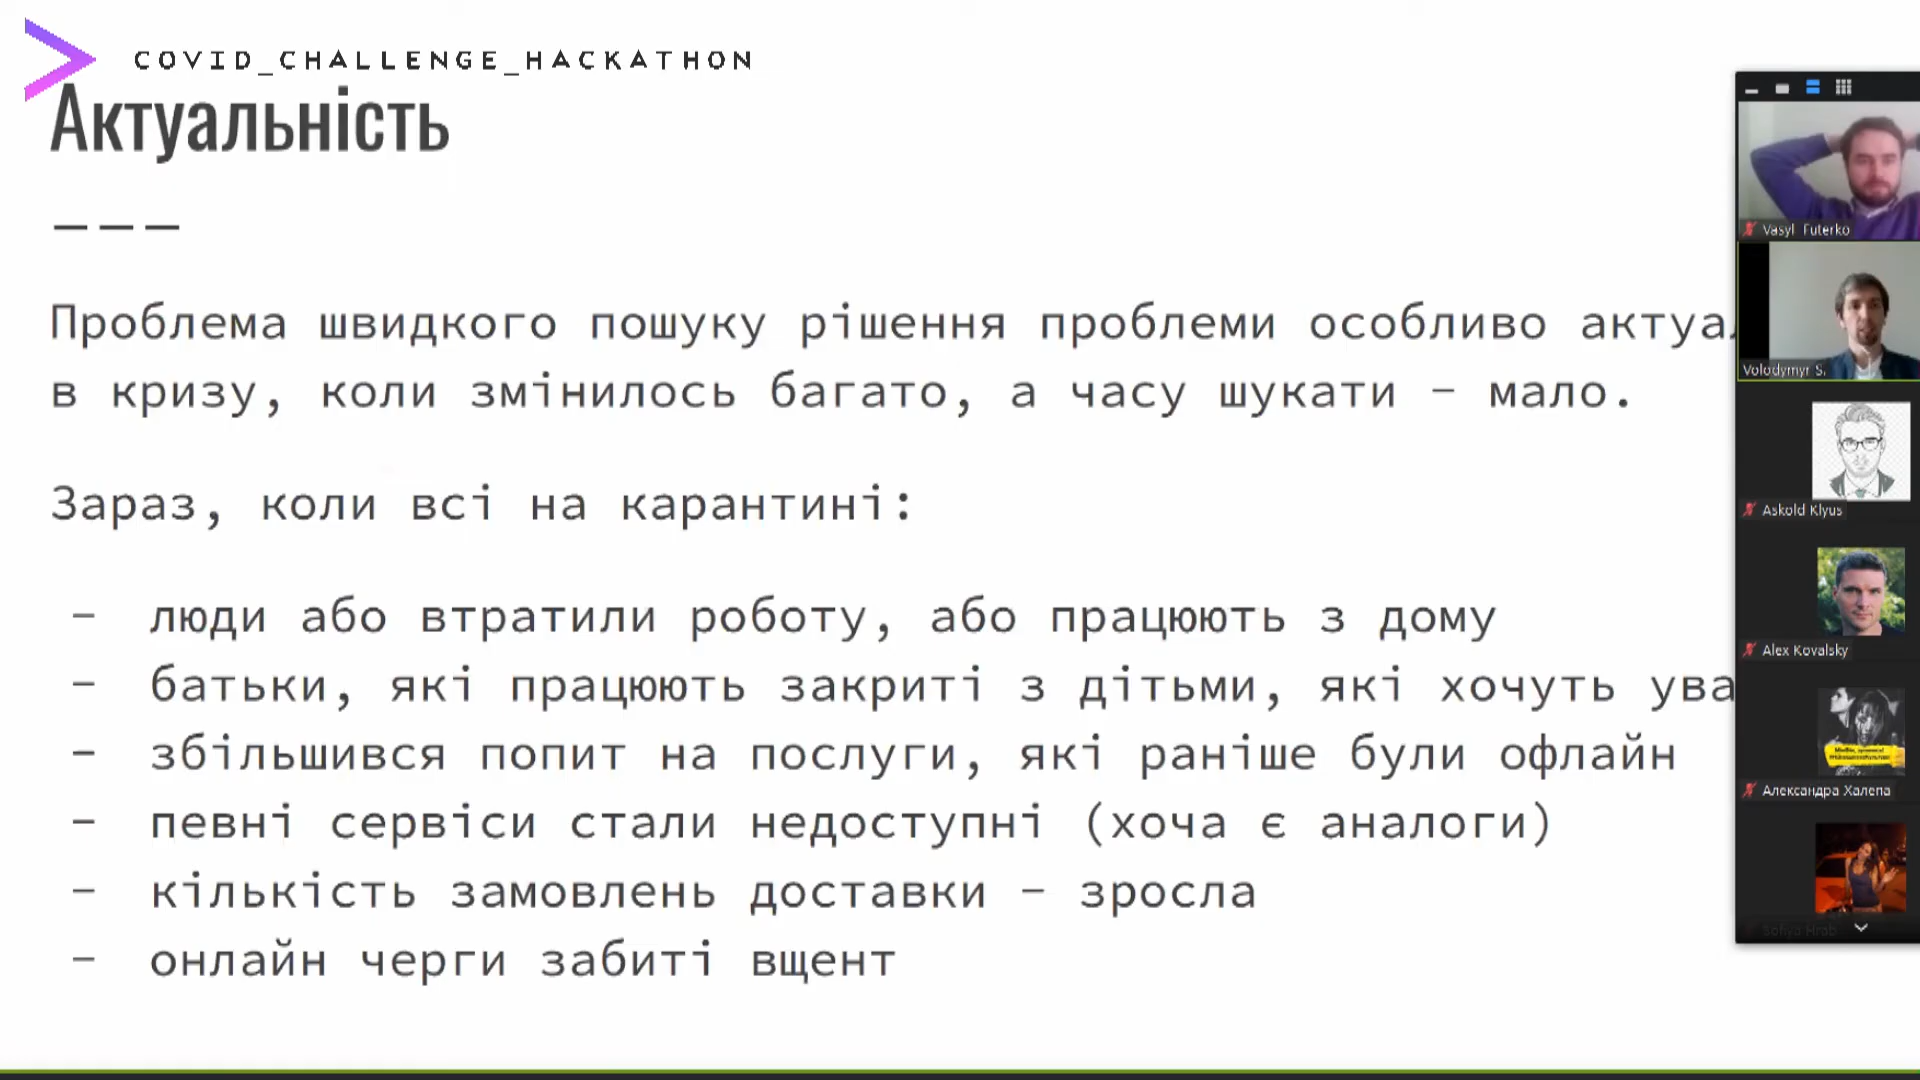 COVID_CHALLENGE_HACKATHON
Актуальність
Проблема швидкого пошуку рішення проблеми особливо
в кризу, коли змінилось багато, а часу шукати – мало.
Зараз, коли всі на карантині:
– люди або втратили роботу, або працюють з дому
– батьки, які працюють закриті з дітьми, які хочуть
– збільшився попит на послуги, які раніше були офлайн
– певні сервіси стали недоступні (хоча є аналоги)
– кількість замовлень доставки – зросла
– онлайн черги забиті вщент
Vasyl Futerko
Volodymyr S.
Askold Klyus
Alex Kovalsky
Александра Халепа
Sofiya Hrab